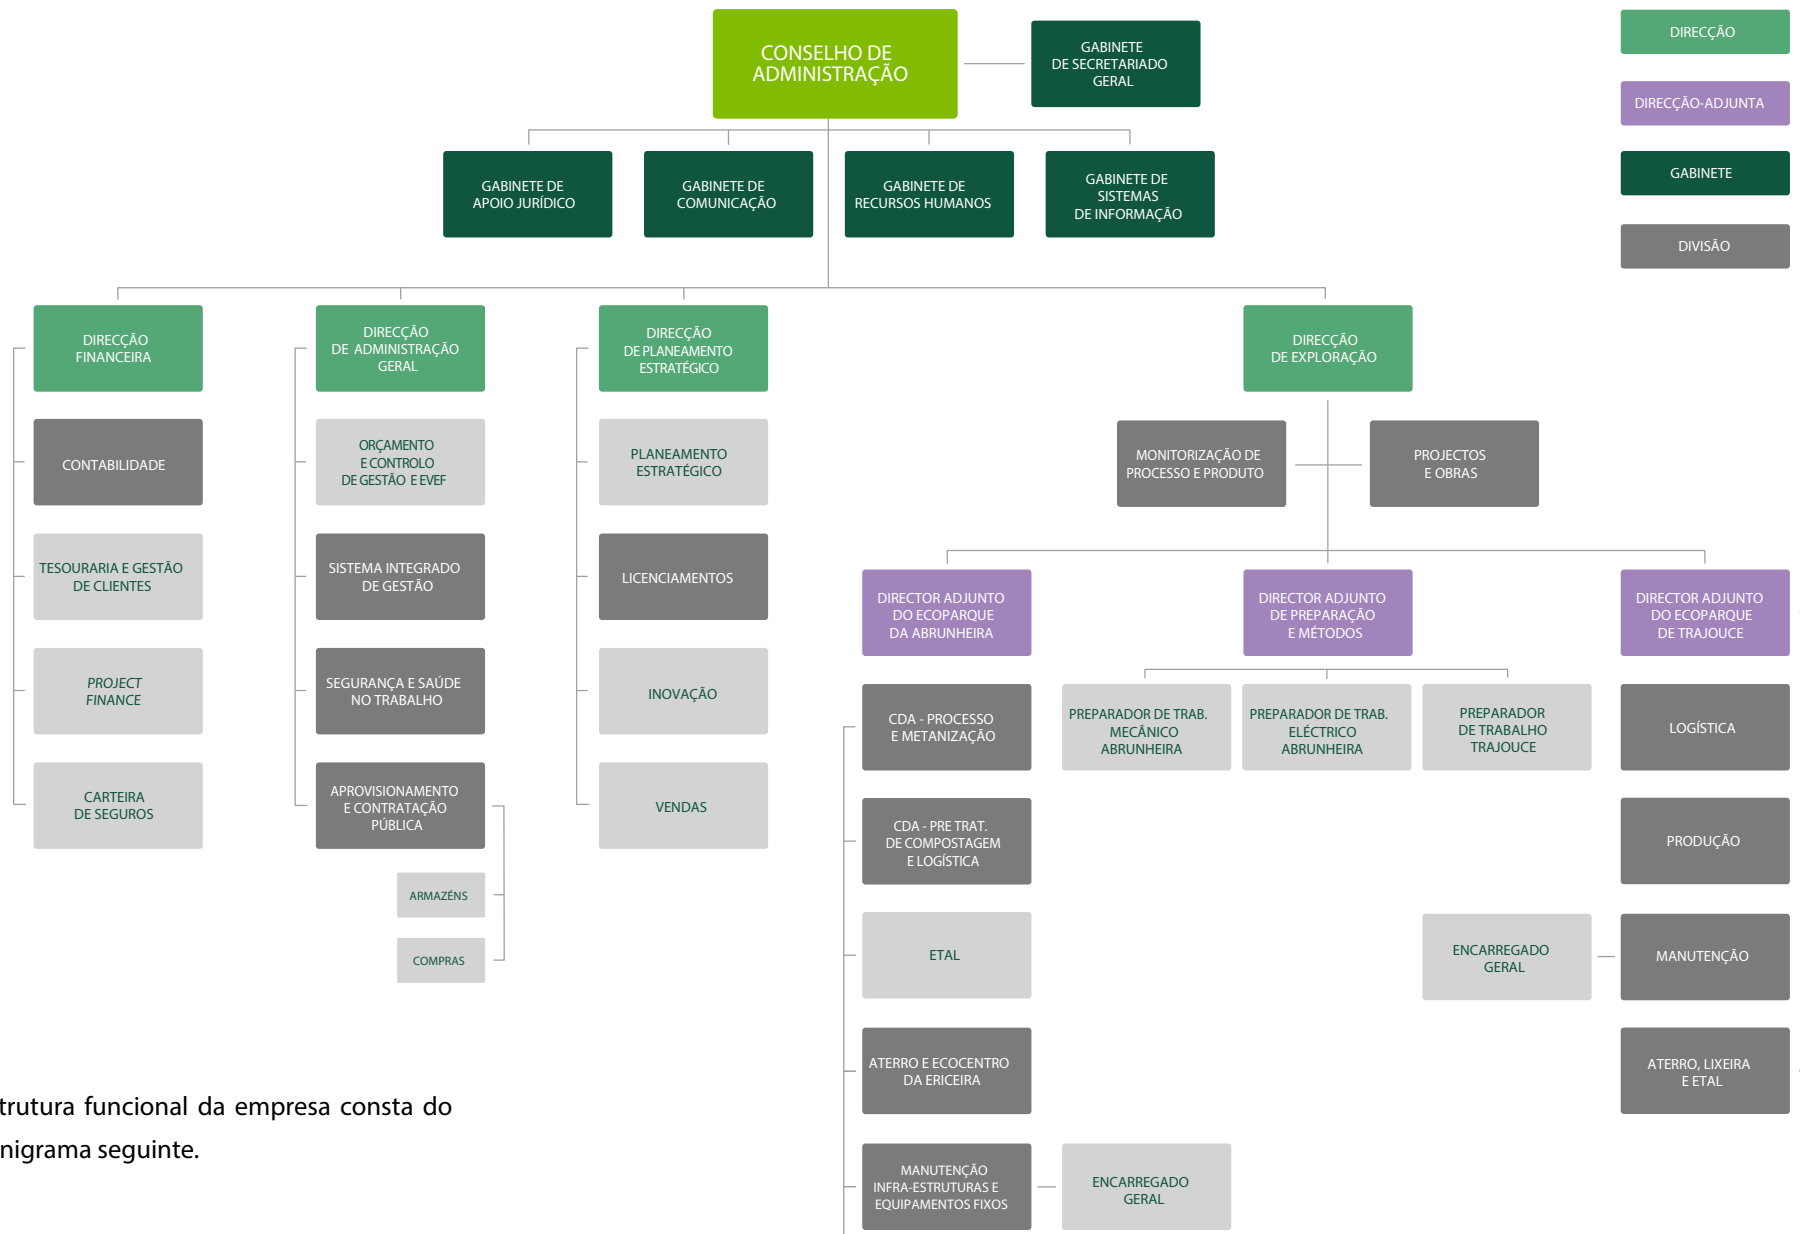 CONSELHO DE
ADMINISTRAÇÃO
GABINETE
DE SECRETARIADO
GERAL
DIRECÇÃO
DIRECÇÃO-ADJUNTA
GABINETE
DIVISÃO
GABINETE DE
APOIO JURÍDICO
GABINETE DE
COMUNICAÇÃO
GABINETE DE
RECURSOS HUMANOS
GABINETE DE
SISTEMAS
DE INFORMAÇÃO
DIRECÇÃO
FINANCEIRA
CONTABILIDADE
TESOURARIA E GESTÃO
DE CLIENTES
PROJECT
FINANCE
CARTEIRA
DE SEGUROS
DIRECÇÃO
DE ADMINISTRAÇÃO
GERAL
ORÇAMENTO
E CONTROLO
DE GESTÃO E EVEF
SISTEMA INTEGRADO
DE GESTÃO
SEGURANÇA E SAÚDE
NO TRABALHO
APROVISIONAMENTO
E CONTRATAÇÃO
PÚBLICA
ARMAZÉNS
COMPRAS
DIRECÇÃO
DE PLANEAMENTO
ESTRATÉGICO
PLANEAMENTO
ESTRATÉGICO
LICENCIAMENTOS
INOVAÇÃO
VENDAS
DIRECÇÃO
DE EXPLORAÇÃO
MONITORIZAÇÃO DE
PROCESSO E PRODUTO
PROJECTOS
E OBRAS
DIRECTOR ADJUNTO
DO ECOPARQUE
DA ABRUNHEIRA
CDA - PROCESSO
E METANIZAÇÃO
CDA - PRE TRAT.
DE COMPOSTAGEM
E LOGÍSTICA
ETAL
ATERRO E ECOCENTRO
DA ERICEIRA
MANUTENÇÃO
INFRA-ESTRUTURAS E
EQUIPAMENTOS FIXOS
ENCARREGADO
GERAL
DIRECTOR ADJUNTO
DE PREPARAÇÃO
E MÉTODOS
PREPARADOR DE TRAB.
MECÂNICO
ABRUNHEIRA
PREPARADOR DE TRAB.
ELÉCTRICO
ABRUNHEIRA
PREPARADOR
DE TRABALHO
TRAJOUCE
DIRECTOR ADJUNTO
DO ECOPARQUE
DE TRAJOUCE
LOGÍSTICA
PRODUÇÃO
ENCARREGADO
GERAL
MANUTENÇÃO
ATERRO, LIXEIRA
E ETAL
trutura funcional da empresa consta do
nigrama seguinte.